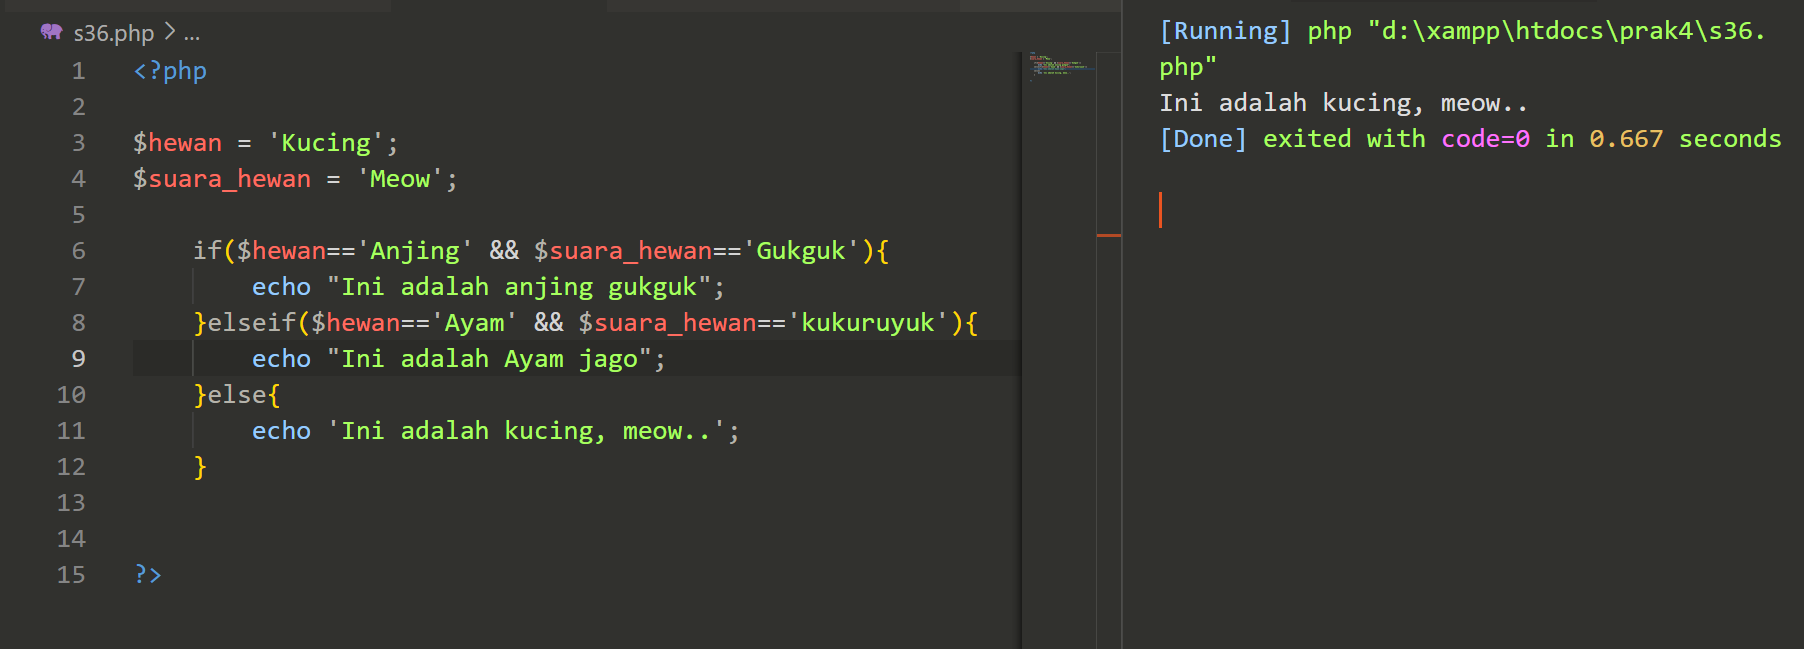 s36.php > ...
1 <?php
2
3 $hewan = 'Kucing';
4 $suara_hewan = 'Meow';
5
6     if($hewan=='Anjing' && $suara_hewan=='Gukguk'){
7         echo "Ini adalah anjing gukguk";
8     }elseif($hewan=='Ayam' && $suara_hewan=='kukuruyuk'){
9         echo "Ini adalah Ayam jago";
10     }else{
11         echo 'Ini adalah kucing, meow..';
12     }
13
14
15 ?>
[Running] php "d:\xampp\htdocs\prak4\s36.
php"
Ini adalah kucing, meow..
[Done] exited with code=0 in 0.667 seconds